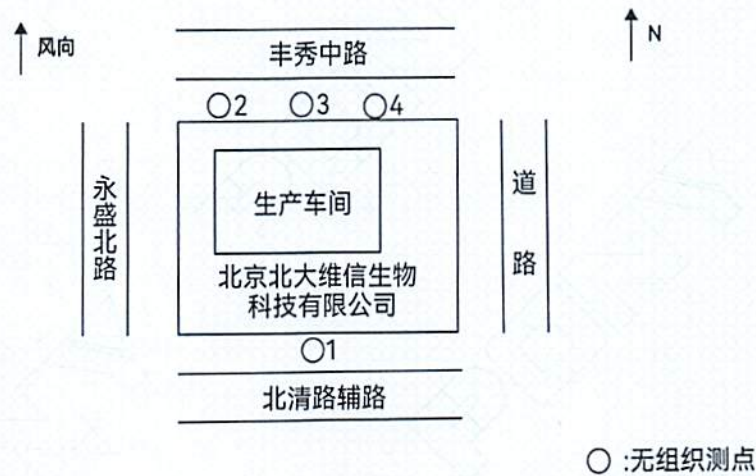 风向
N
丰秀中路
2
3
4
永盛北路
生产车间
道路
北京北大维信生物
科技有限公司
1
北清路辅路
○ :无组织测点